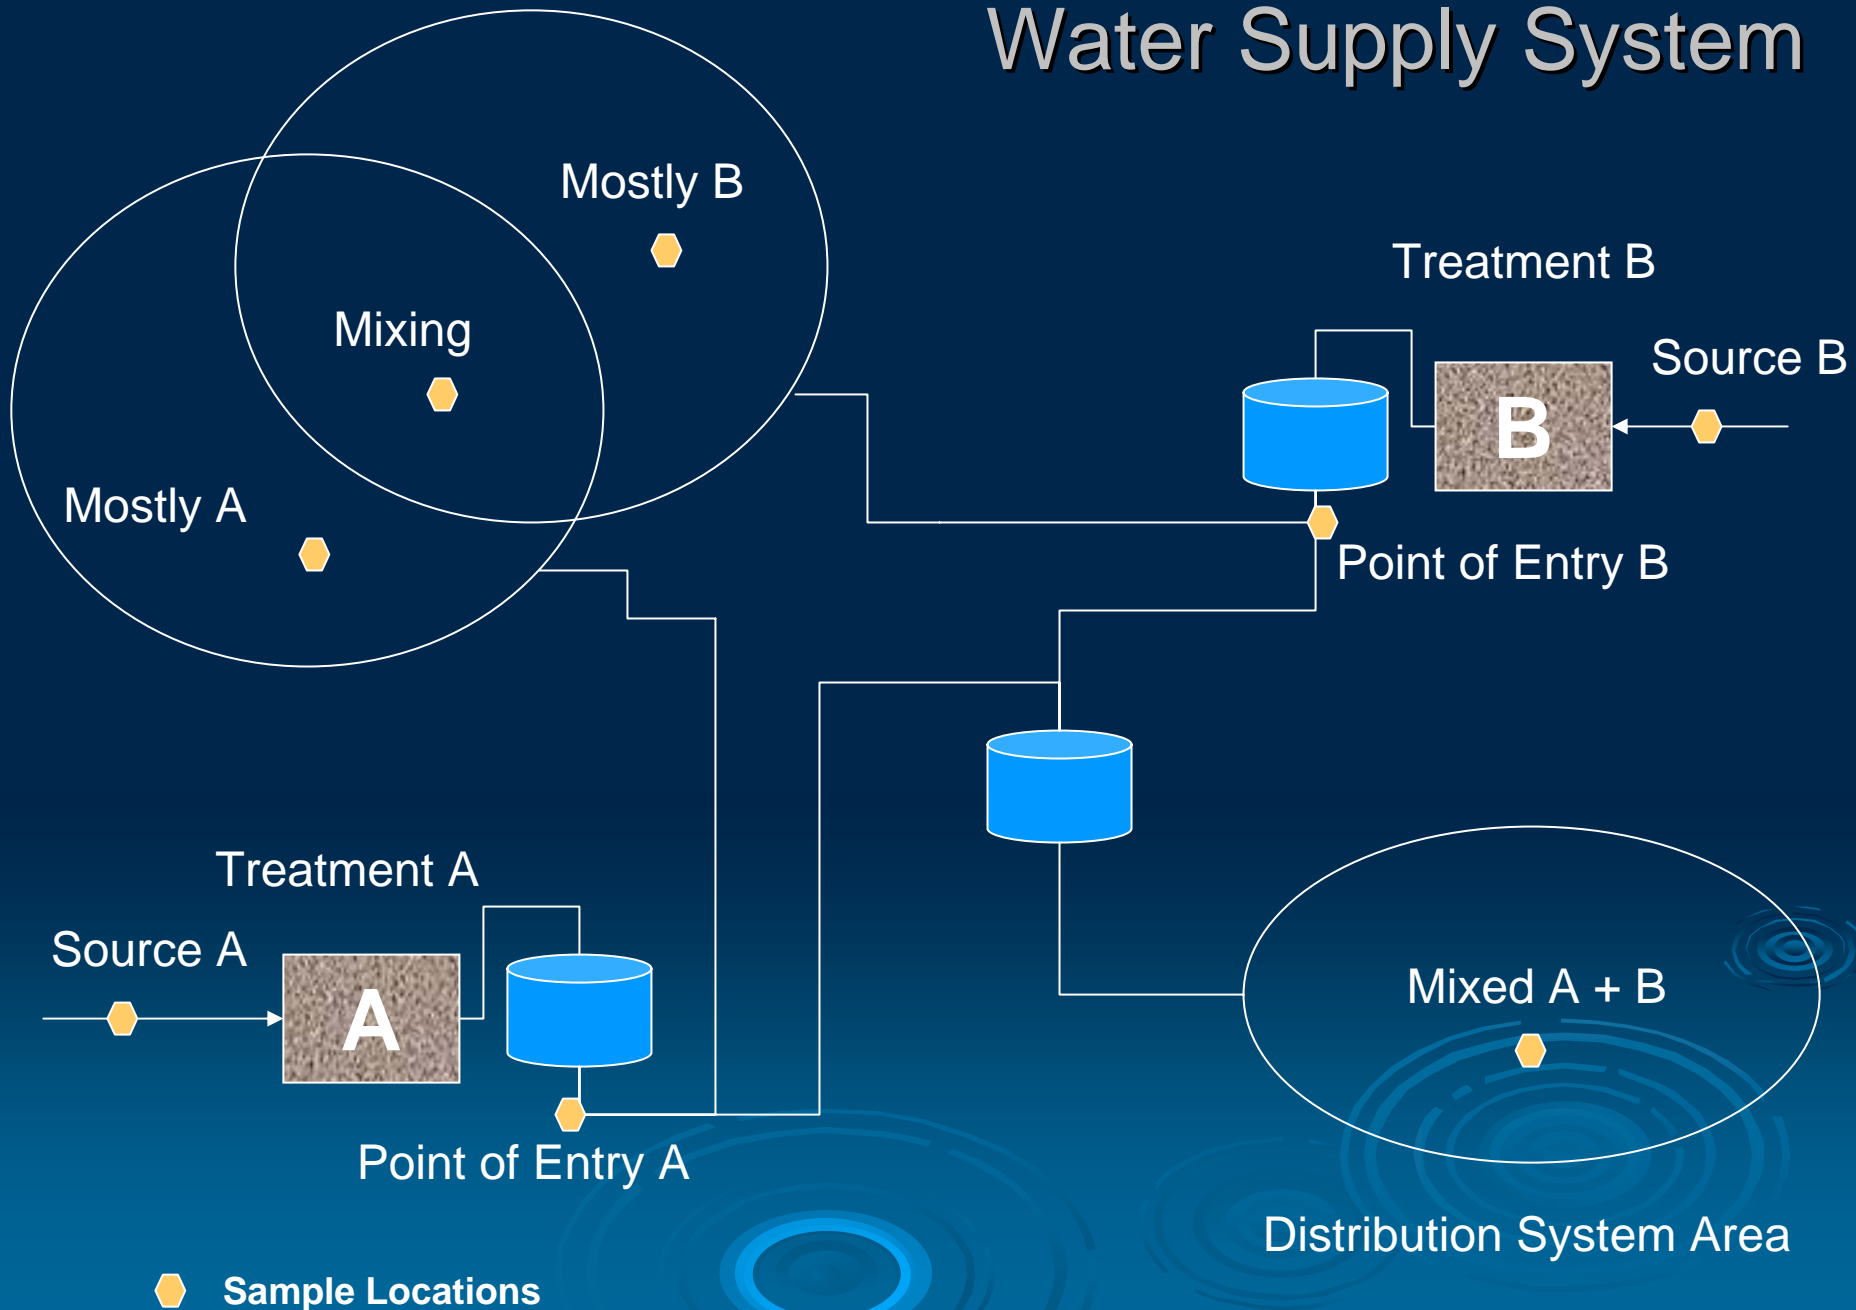 Water Supply System
Mostly B
Mixing
Mostly A
Treatment B
Source B
B
Point of Entry B
Treatment A
Source A
A
Point of Entry A
Mixed A + B
Distribution System Area
Sample Locations